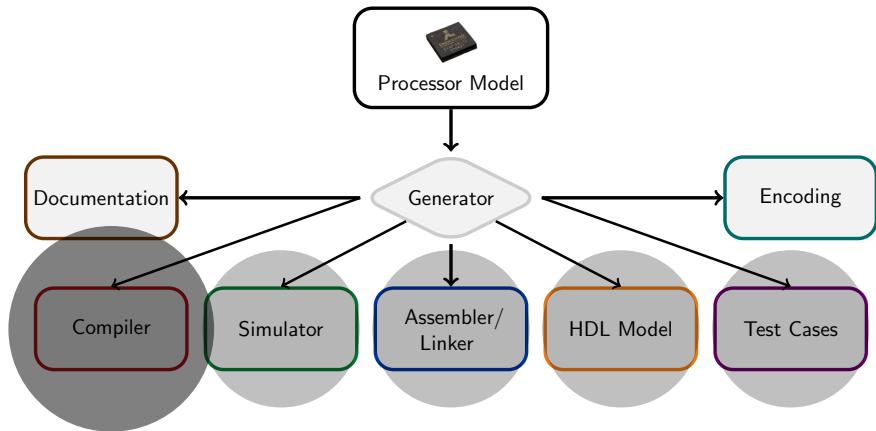 Processor Model
Documentation
Generator
Encoding
Compiler
Simulator
Assembler/
Linker
HDL Model
Test Cases